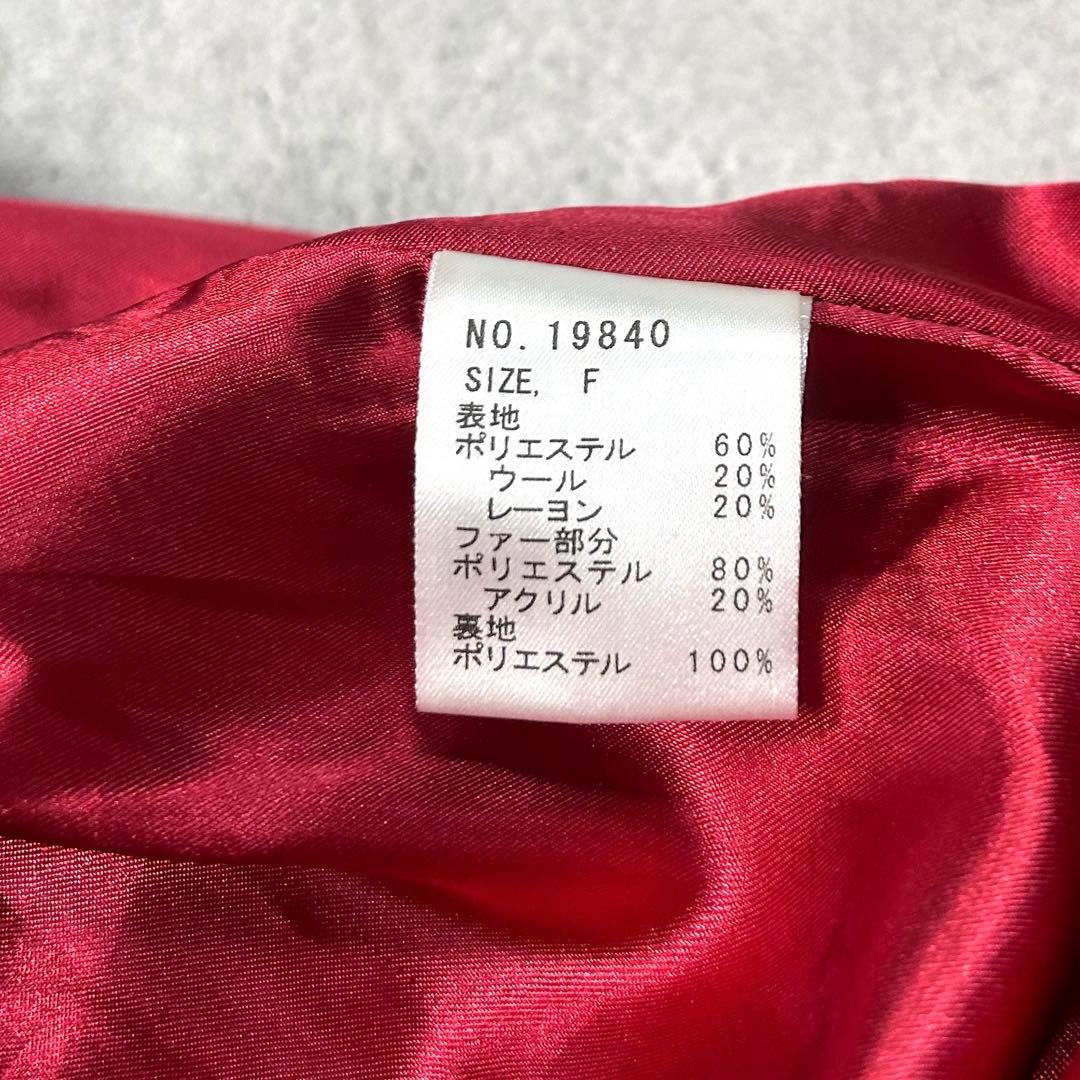 NO. 19840
SIZE, F
表地
ポリエステル 60%
ウール 20%
レーヨン 20%
ファー部分
ポリエステル 80%
アクリル 20%
裏地
ポリエステル 100%